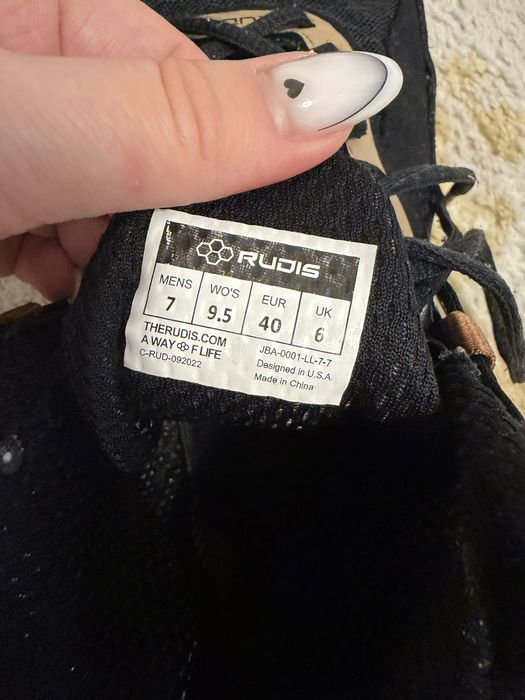 RUDIS
MENS WO'S EUR UK
7 9.5 40 6
THERUDIS.COM
A WAY OF LIFE
C-RUD-092022
JBA-0001-LL-7-7
Designed in U.S.A.
Made in China